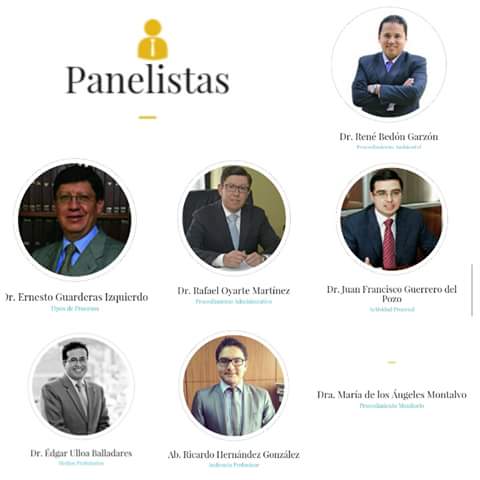 Panelistas
Dr. René Bedón Garzón
Procedimiento Ambiental
Dr. Ernesto Guarderas Izquierdo
Tipos de Procesos
Dr. Rafael Oyarte Martínez
Procedimiento Administrativo
Dr. Juan Francisco Guerrero del
Pozo
Actividad Procesal
Dr. Édgar Ulloa Balladares
Medios Probatorios
Ab. Ricardo Hernández González
Audiencia Preliminar
Dra. María de los Ángeles Montalvo
Procedimiento Monitorio